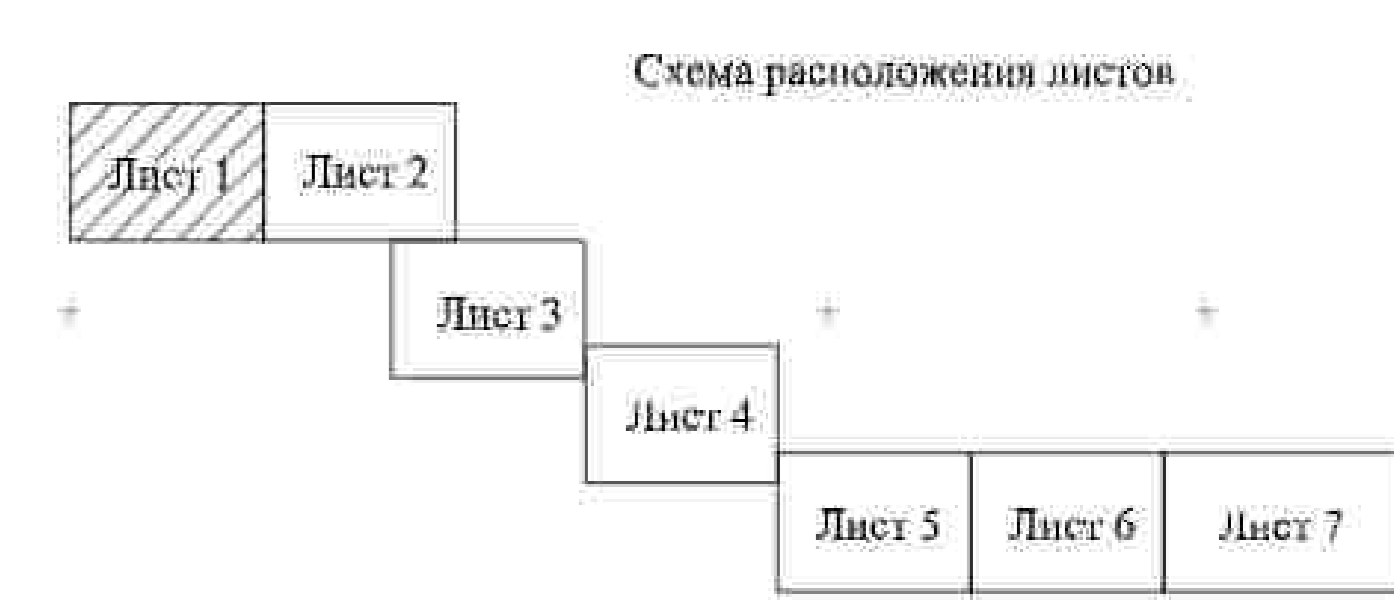 Схема расположения листов
Лист 1
Лист 2
Лист 3
Лист 4
Лист 5
Лист 6
Лист 7